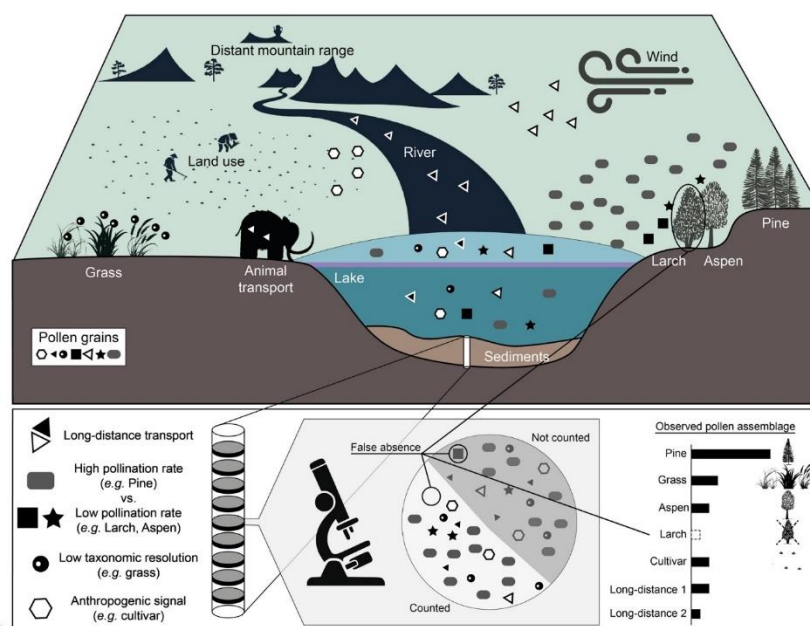 Distant mountain range
Wind
River
Land use
Pine
Grass
Animal
transport
Lake
Larch
Aspen
Pollen grains
Sediments
Long-distance transport
High pollination rate
(e.g. Pine)
vs.
Low pollination rate
(e.g. Larch, Aspen)
Low taxonomic resolution
(e.g. grass)
Anthropogenic signal
(e.g. cultivar)
False absence
Not counted
Counted
Observed pollen assemblage
Pine
Grass
Aspen
Larch
Cultivar
Long-distance 1
Long-distance 2